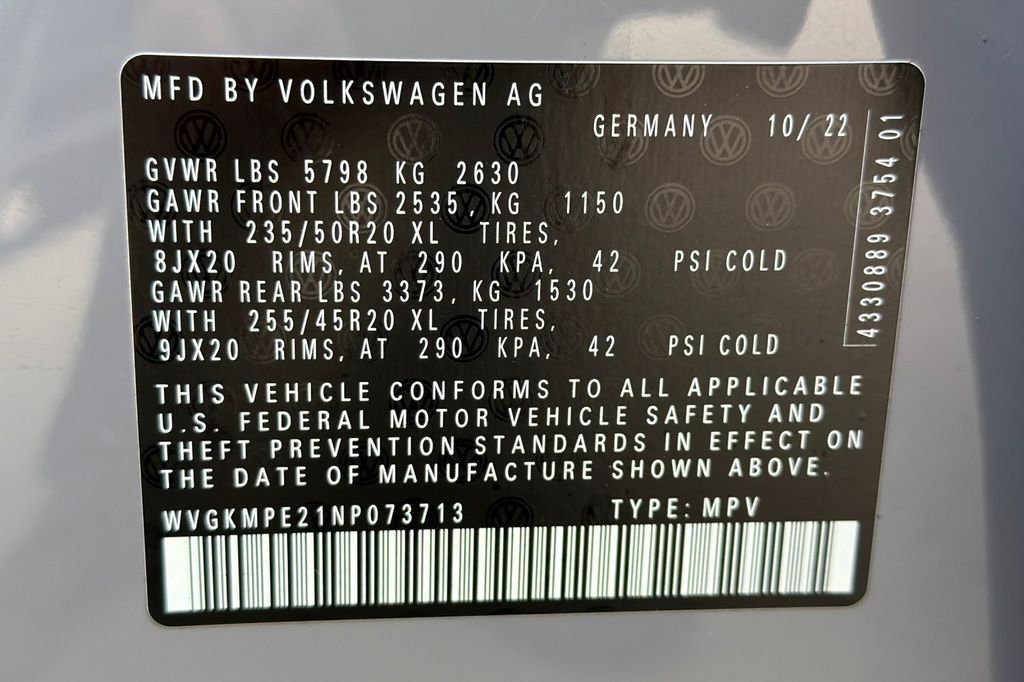 MFD BY VOLKSWAGEN AG
GERMANY 10/ 22
GVWR LBS 5798 KG 2630
GAWR FRONT LBS 2535, KG 1150
WITH 235/50R20 XL TIRES,
8JX20 RIMS, AT 290 KPA, 42 PSI COLD
GAWR REAR LBS 3373, KG 1530
WITH 255/45R20 XL TIRES,
9JX20 RIMS, AT 290 KPA, 42 PSI COLD
THIS VEHICLE CONFORMS TO ALL APPLICABLE
U.S. FEDERAL MOTOR VEHICLE SAFETY AND
THEFT PREVENTION STANDARDS IN EFFECT ON
THE DATE OF MANUFACTURE SHOWN ABOVE.
WVGKMPE21NP073713 TYPE: MPV
4330889 3754 01